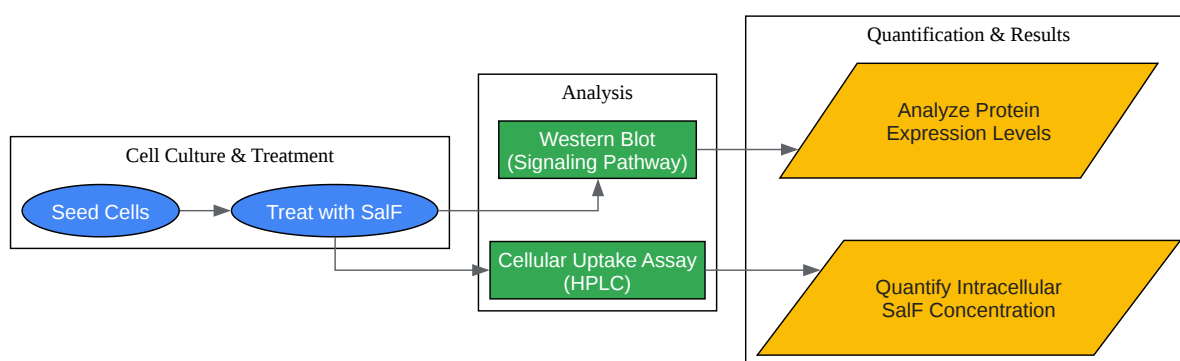 Cell Culture & Treatment
Seed Cells
Treat with SalF
Analysis
Western Blot
(Signaling Pathway)
Cellular Uptake Assay
(HPLC)
Quantification & Results
Analyze Protein
Expression Levels
Quantify Intracellular
SalF Concentration